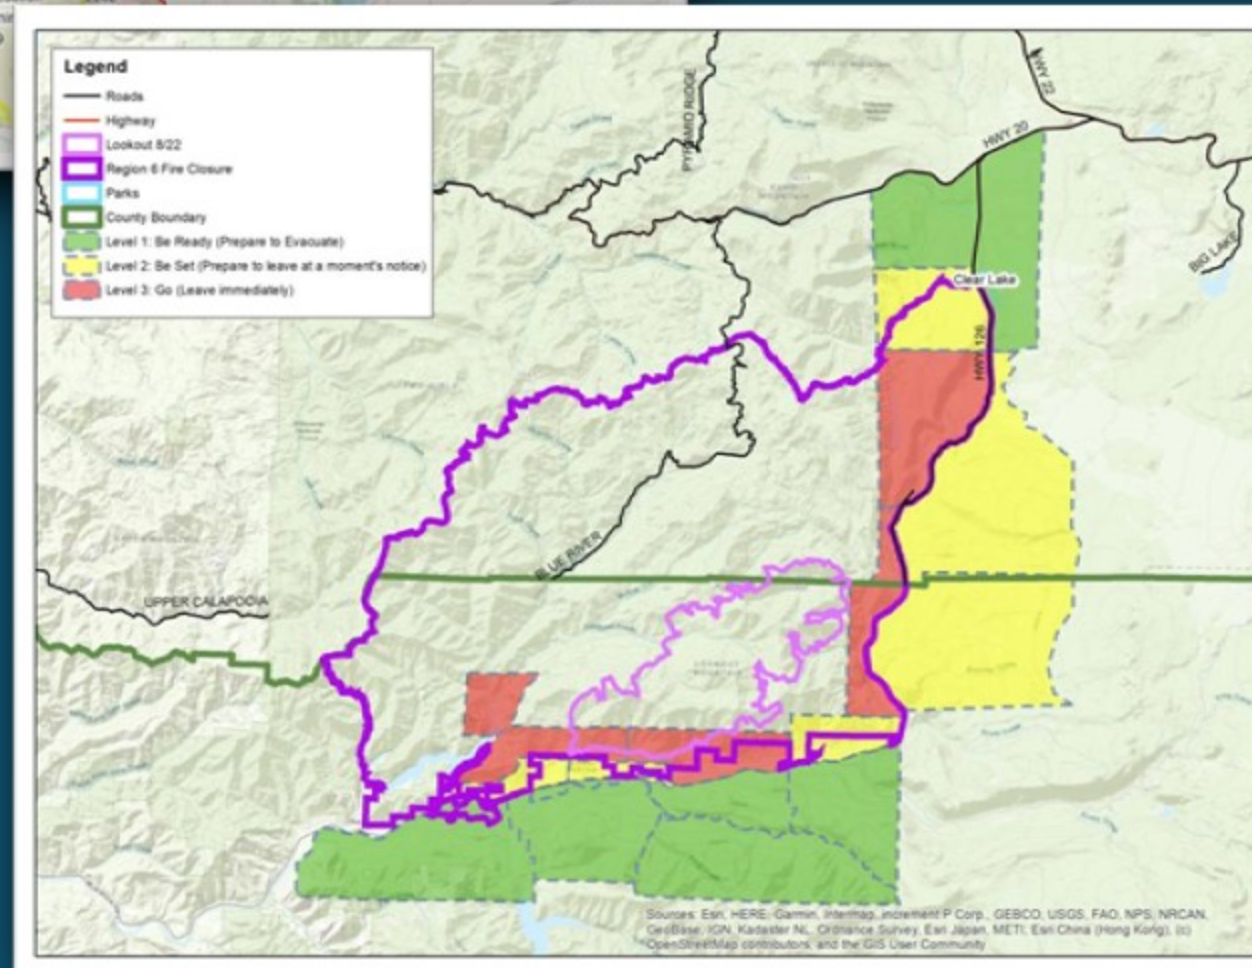 Legend
Roads
Highway
Lookout 8/22
Region 6 Fire Closure
Parks
County Boundary
Level 1: Be Ready (Prepare to Evacuate)
Level 2: Be Set (Prepare to leave at a moment's notice)
Level 3: Go (Leave immediately)
PYRAMID RIDGE
HWY 22
HWY 20
BIG LAKE
Clear Lake
HWY 126
BLUE RIVER
UPPER CALAPOOIA
Sources: Esri, HERE, Garmin, Intermap, increment P Corp., GEBCO, USGS, FAO, NPS, NRCAN,
GeoBase, IGN, Kadaster NL, Ordnance Survey, Esri Japan, METI, Esri China (Hong Kong), (c)
OpenStreetMap contributors, and the GIS User Community